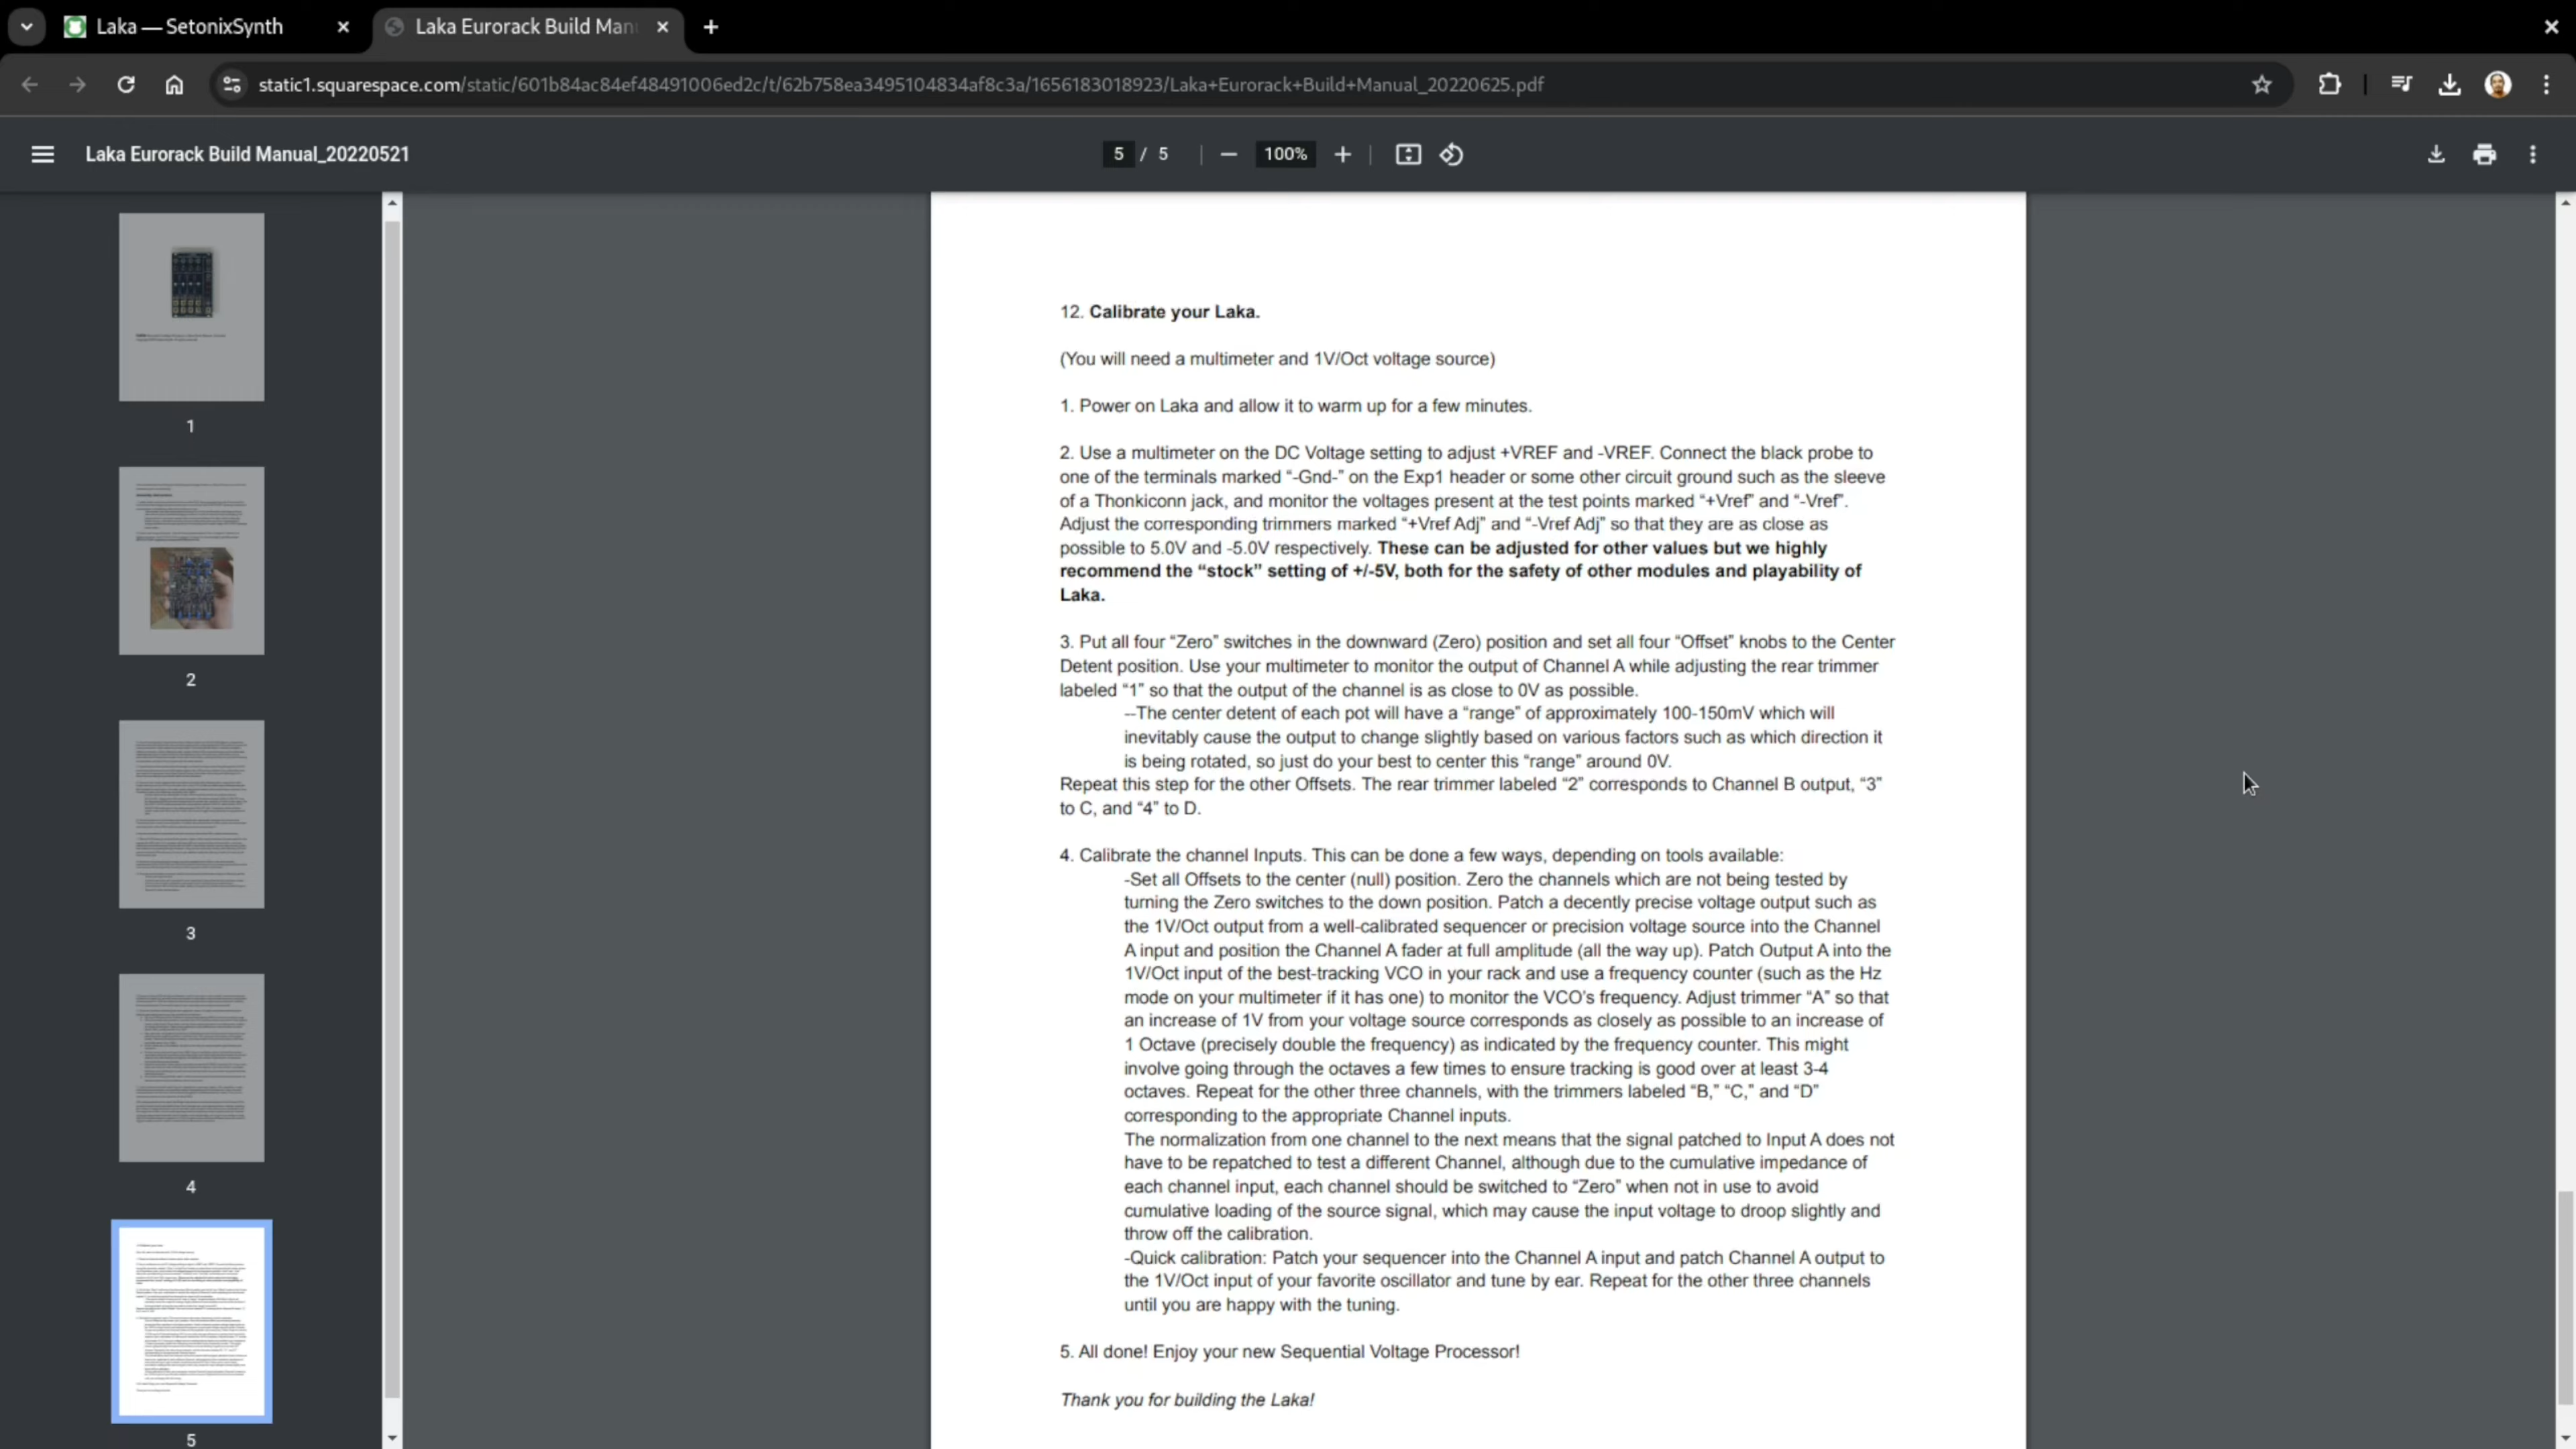 Laka — SetonixSynth
Laka Eurorack Build Man
static1.squarespace.com/static/601b84ac84ef48491006ed2c/t/62b758ea3495104834af8c3a/1656183018923/Laka+Eurorack+Build+Manual_20220625.pdf
Laka Eurorack Build Manual_20220521
5 / 5
100%
1
2
3
4
5
12. Calibrate your Laka.
(You will need a multimeter and 1V/Oct voltage source)
1. Power on Laka and allow it to warm up for a few minutes.
2. Use a multimeter on the DC Voltage setting to adjust +VREF and -VREF. Connect the black probe to
one of the terminals marked “-Gnd-” on the Exp1 header or some other circuit ground such as the sleeve
of a Thonkiconn jack, and monitor the voltages present at the test points marked “+Vref” and “-Vref”.
Adjust the corresponding trimmers marked “+Vref Adj” and “-Vref Adj” so that they are as close as
possible to 5.0V and -5.0V respectively. These can be adjusted for other values but we highly
recommend the “stock” setting of +/-5V, both for the safety of other modules and playability of
Laka.
3. Put all four “Zero” switches in the downward (Zero) position and set all four “Offset” knobs to the Center
Detent position. Use your multimeter to monitor the output of Channel A while adjusting the rear trimmer
labeled “1” so that the output of the channel is as close to 0V as possible.
--The center detent of each pot will have a “range” of approximately 100-150mV which will
inevitably cause the output to change slightly based on various factors such as which direction it
is being rotated, so just do your best to center this “range” around 0V.
Repeat this step for the other Offsets. The rear trimmer labeled “2” corresponds to Channel B output, “3”
to C, and “4” to D.
4. Calibrate the channel Inputs. This can be done a few ways, depending on tools available:
-Set all Offsets to the center (null) position. Zero the channels which are not being tested by
turning the Zero switches to the down position. Patch a decently precise voltage output such as
the 1V/Oct output from a well-calibrated sequencer or precision voltage source into the Channel
A input and position the Channel A fader at full amplitude (all the way up). Patch Output A into the
1V/Oct input of the best-tracking VCO in your rack and use a frequency counter (such as the Hz
mode on your multimeter if it has one) to monitor the VCO’s frequency. Adjust trimmer “A” so that
an increase of 1V from your voltage source corresponds as closely as possible to an increase of
1 Octave (precisely double the frequency) as indicated by the frequency counter. This might
involve going through the octaves a few times to ensure tracking is good over at least 3-4
octaves. Repeat for the other three channels, with the trimmers labeled “B,” “C,” and “D”
corresponding to the appropriate Channel inputs.
The normalization from one channel to the next means that the signal patched to Input A does not
have to be repatched to test a different Channel, although due to the cumulative impedance of
each channel input, each channel should be switched to “Zero” when not in use to avoid
cumulative loading of the source signal, which may cause the input voltage to droop slightly and
throw off the calibration.
-Quick calibration: Patch your sequencer into the Channel A input and patch Channel A output to
the 1V/Oct input of your favorite oscillator and tune by ear. Repeat for the other three channels
until you are happy with the tuning.
5. All done! Enjoy your new Sequential Voltage Processor!
Thank you for building the Laka!